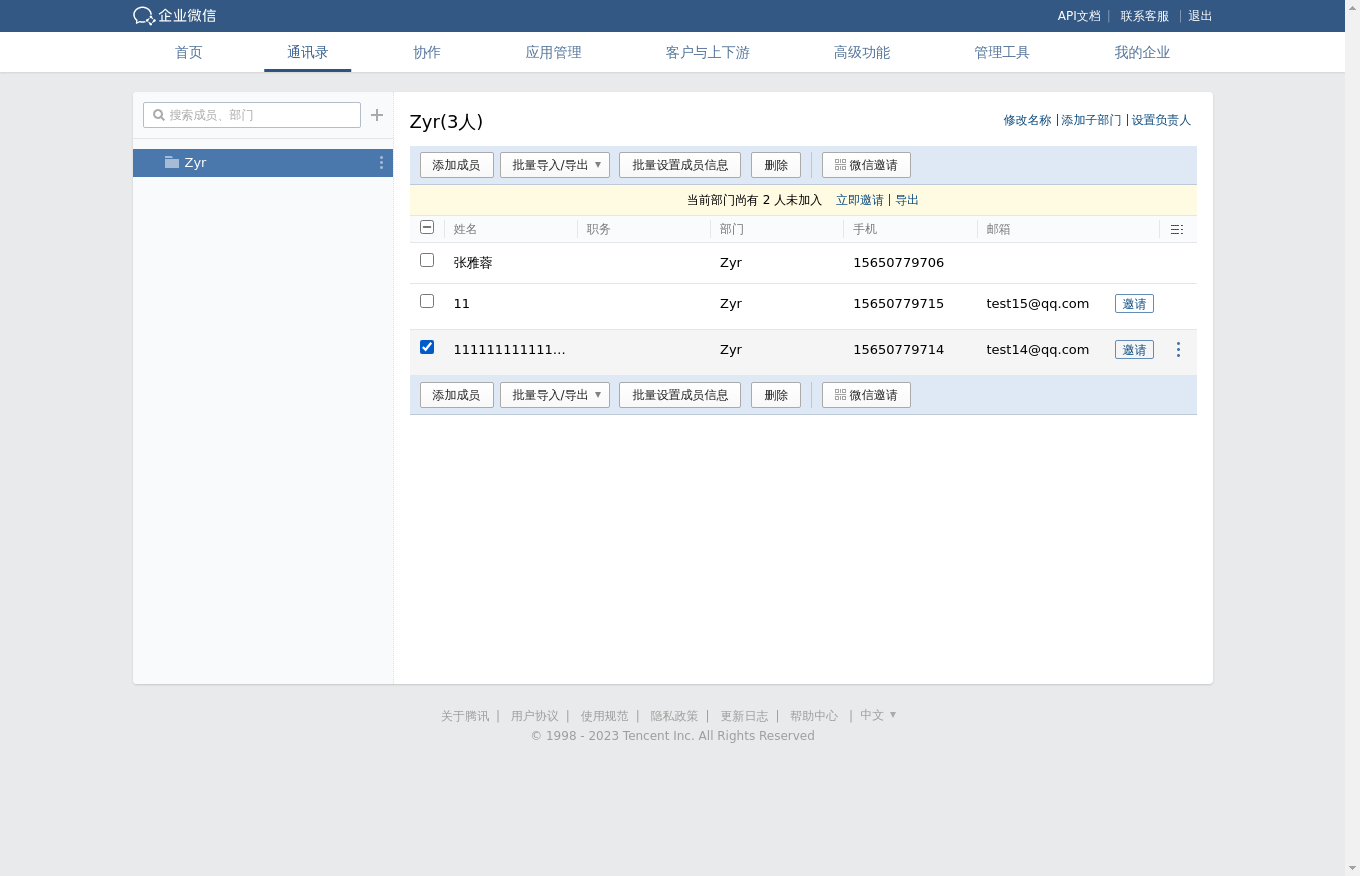 企业微信 API文档 | 联系客服 | 退出
首页 通讯录 协作 应用管理 客户与上下游 高级功能 管理工具 我的企业
搜索成员、部门
Zyr
Zyr(3人) 修改名称 | 添加子部门 | 设置负责人
添加成员 批量导入/导出 批量设置成员信息 删除 微信邀请
当前部门尚有 2 人未加入 立即邀请 | 导出
姓名 职务 部门 手机 邮箱
张雅蓉 Zyr 15650779706
11 Zyr 15650779715 test15@qq.com 邀请
111111111111... Zyr 15650779714 test14@qq.com 邀请
添加成员 批量导入/导出 批量设置成员信息 删除 微信邀请
关于腾讯 | 用户协议 | 使用规范 | 隐私政策 | 更新日志 | 帮助中心 | 中文
© 1998 - 2023 Tencent Inc. All Rights Reserved